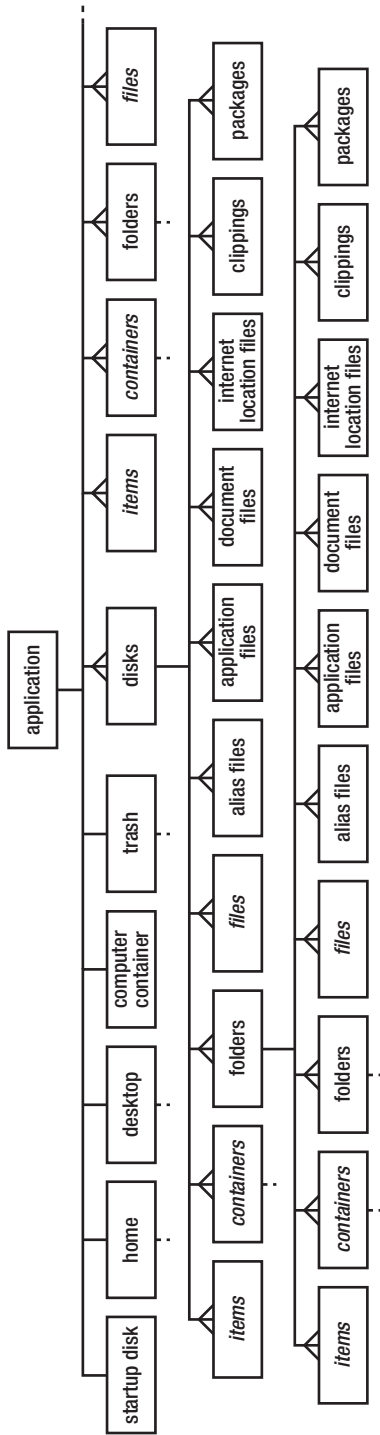 application
startup disk
home
desktop
computer
container
trash
disks
items
containers
folders
files
items
containers
folders
files
alias files
application
files
document
files
internet
location files
clippings
packages
items
containers
folders
files
alias files
application
files
document
files
internet
location files
clippings
packages